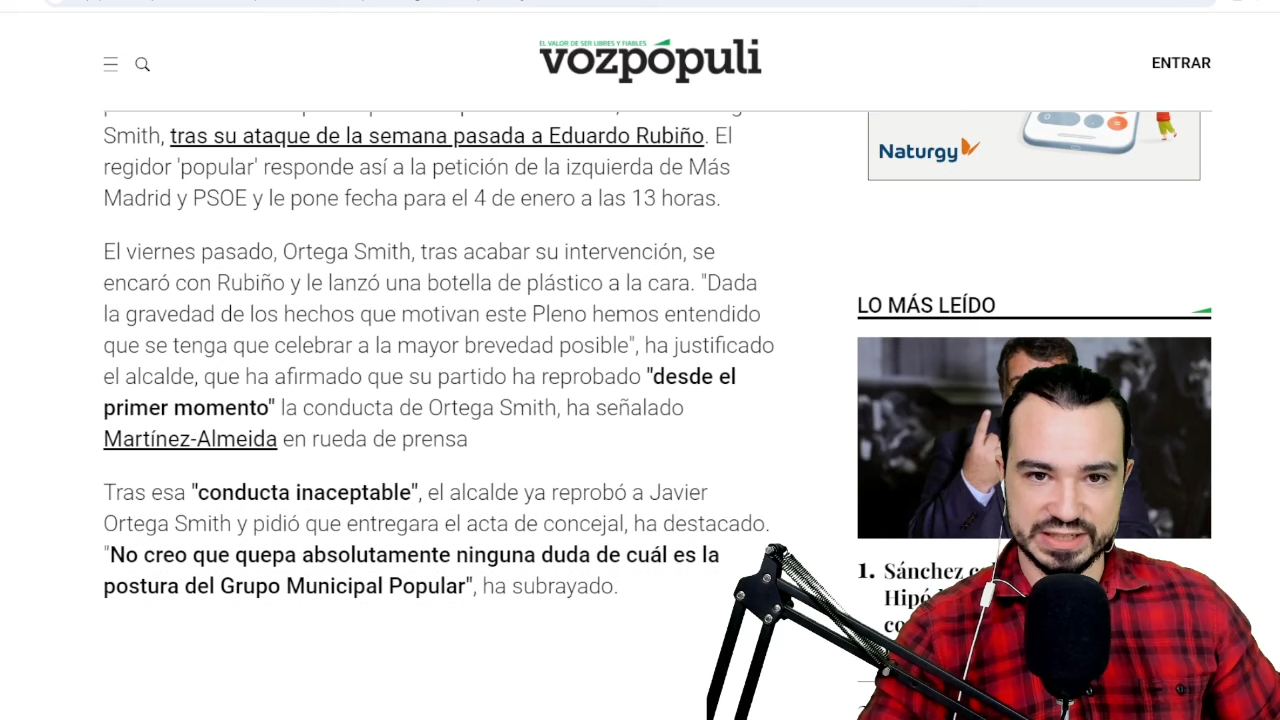 EL VALOR DE SER LIBRES Y FIABLES
vozpópuli
ENTRAR
Smith, tras su ataque de la semana pasada a Eduardo Rubiño. El
regidor 'popular' responde así a la petición de la izquierda de Más
Madrid y PSOE y le pone fecha para el 4 de enero a las 13 horas.
El viernes pasado, Ortega Smith, tras acabar su intervención, se
encaró con Rubiño y le lanzó una botella de plástico a la cara. "Dada
la gravedad de los hechos que motivan este Pleno hemos entendido
que se tenga que celebrar a la mayor brevedad posible", ha justificado
el alcalde, que ha afirmado que su partido ha reprobado "desde el
primer momento" la conducta de Ortega Smith, ha señalado
Martínez-Almeida en rueda de prensa
Tras esa "conducta inaceptable", el alcalde ya reprobó a Javier
Ortega Smith y pidió que entregara el acta de concejal, ha destacado.
"No creo que quepa absolutamente ninguna duda de cuál es la
postura del Grupo Municipal Popular", ha subrayado.
Naturgy
LO MÁS LEÍDO
1. Sánchez